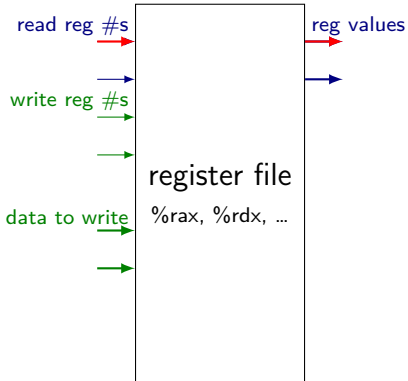 read reg #s
reg values
write reg #s
register file
%rax, %rdx, …
data to write